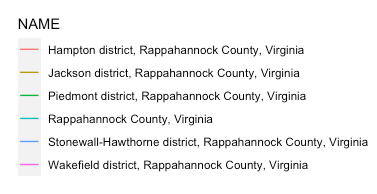 NAME
Hampton district, Rappahannock County, Virginia
Jackson district, Rappahannock County, Virginia
Piedmont district, Rappahannock County, Virginia
Rappahannock County, Virginia
Stonewall-Hawthorne district, Rappahannock County, Virginia
Wakefield district, Rappahannock County, Virginia